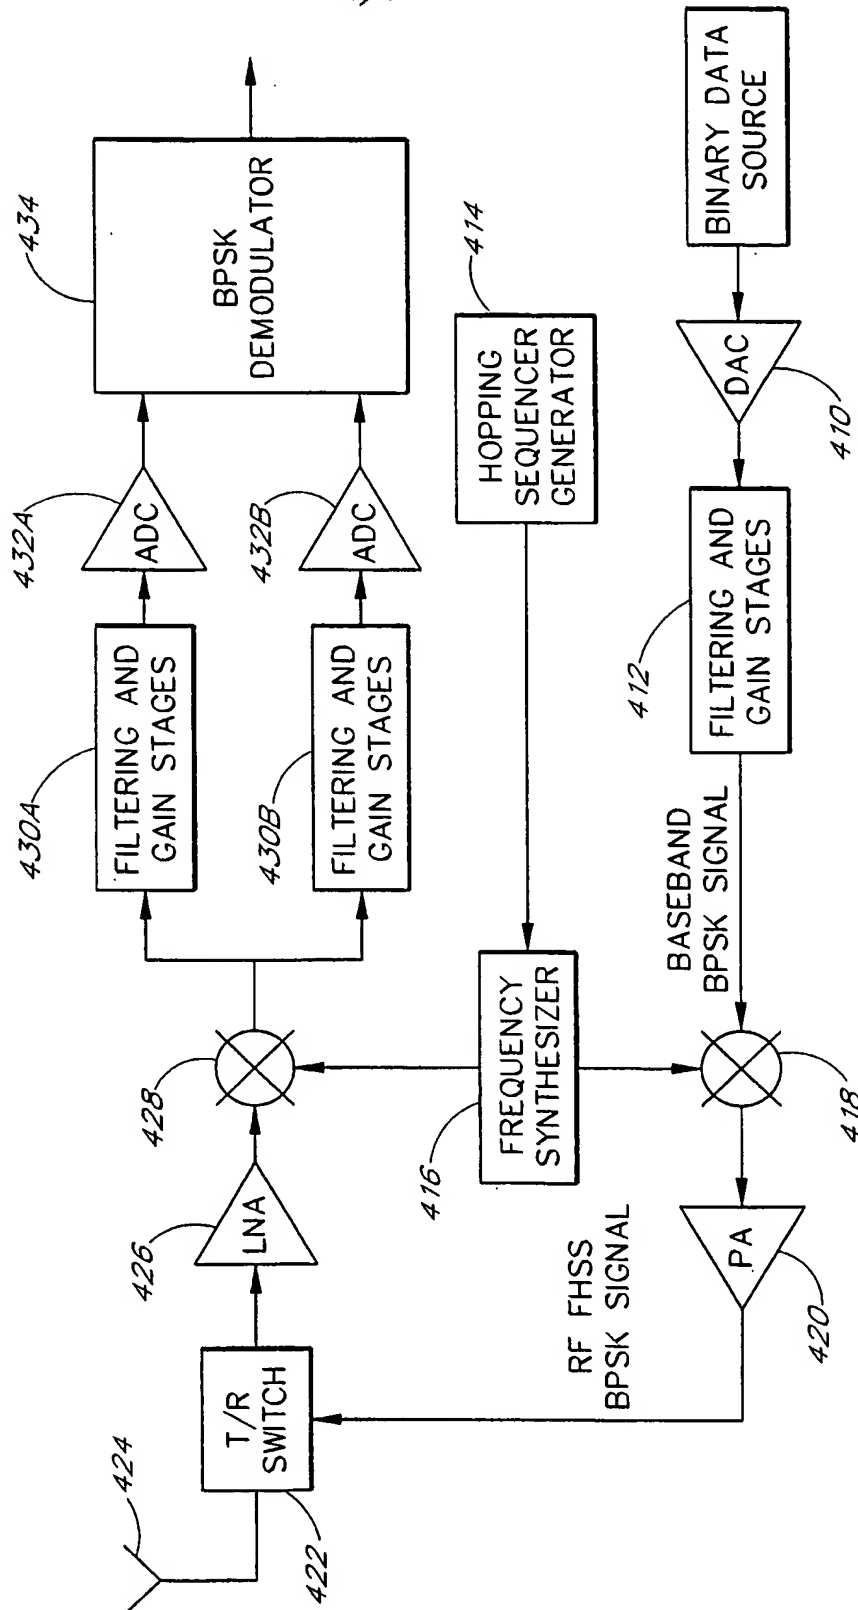 424
T/R
SWITCH
422
426
LNA
428
430A
FILTERING AND
GAIN STAGES
432A
ADC
434
BPSK
DEMODULATOR
430B
FILTERING AND
GAIN STAGES
432B
ADC
416
FREQUENCY
SYNTHESIZER
HOPPING
SEQUENCER
GENERATOR
414
RF FHSS
BPSK SIGNAL
PA
420
418
BASEBAND
BPSK SIGNAL
412
FILTERING AND
GAIN STAGES
DAC
410
BINARY DATA
SOURCE